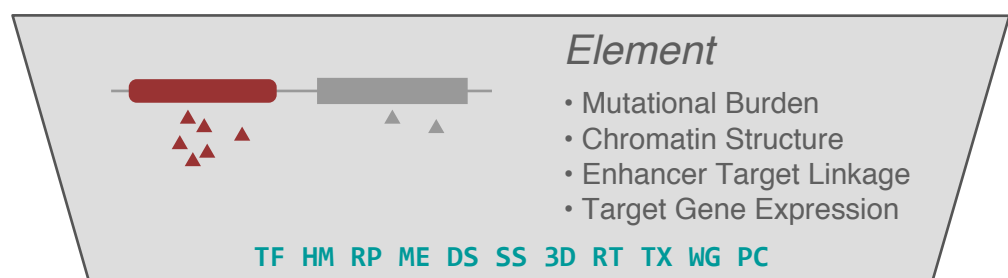 Element
• Mutational Burden
• Chromatin Structure
• Enhancer Target Linkage
• Target Gene Expression
TF HM RP ME DS SS 3D RT TX WG PC